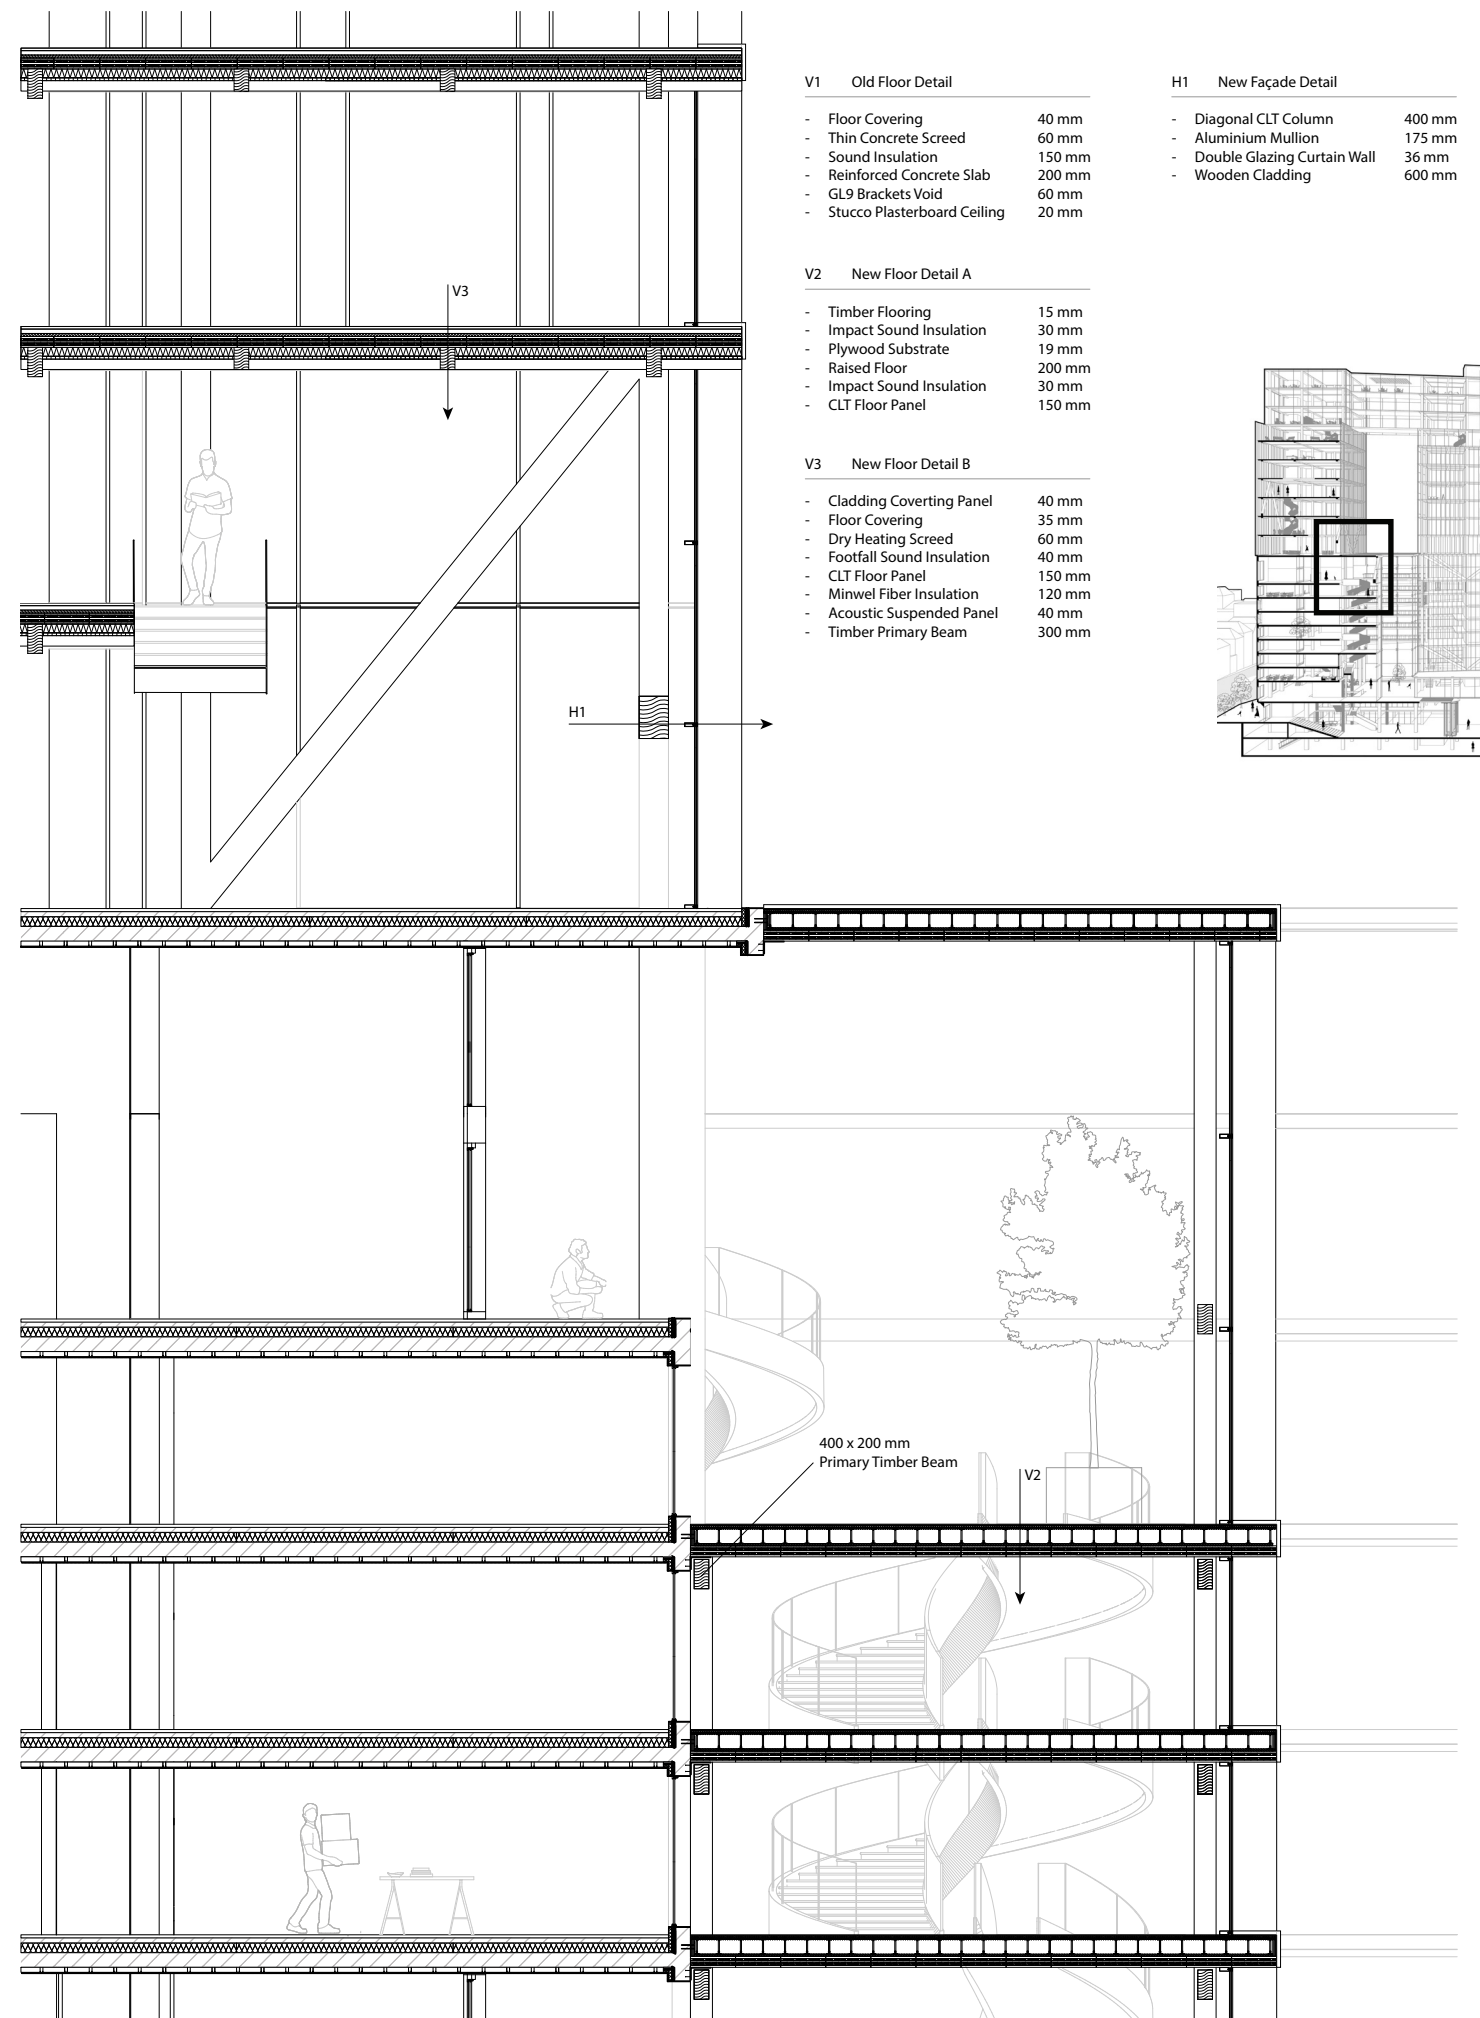 V1 Old Floor Detail
- Floor Covering 40 mm
- Thin Concrete Screed 60 mm
- Sound Insulation 150 mm
- Reinforced Concrete Slab 200 mm
- GL9 Brackets Void 60 mm
- Stucco Plasterboard Ceiling 20 mm
V2 New Floor Detail A
- Timber Flooring 15 mm
- Impact Sound Insulation 30 mm
- Plywood Substrate 19 mm
- Raised Floor 200 mm
- Impact Sound Insulation 30 mm
- CLT Floor Panel 150 mm
V3 New Floor Detail B
- Cladding Coverting Panel 40 mm
- Floor Covering 35 mm
- Dry Heating Screed 60 mm
- Footfall Sound Insulation 40 mm
- CLT Floor Panel 150 mm
- Minwel Fiber Insulation 120 mm
- Acoustic Suspended Panel 40 mm
- Timber Primary Beam 300 mm
H1 New Façade Detail
- Diagonal CLT Column 400 mm
- Aluminium Mullion 175 mm
- Double Glazing Curtain Wall 36 mm
- Wooden Cladding 600 mm
V3
H1
400 x 200 mm
Primary Timber Beam
V2